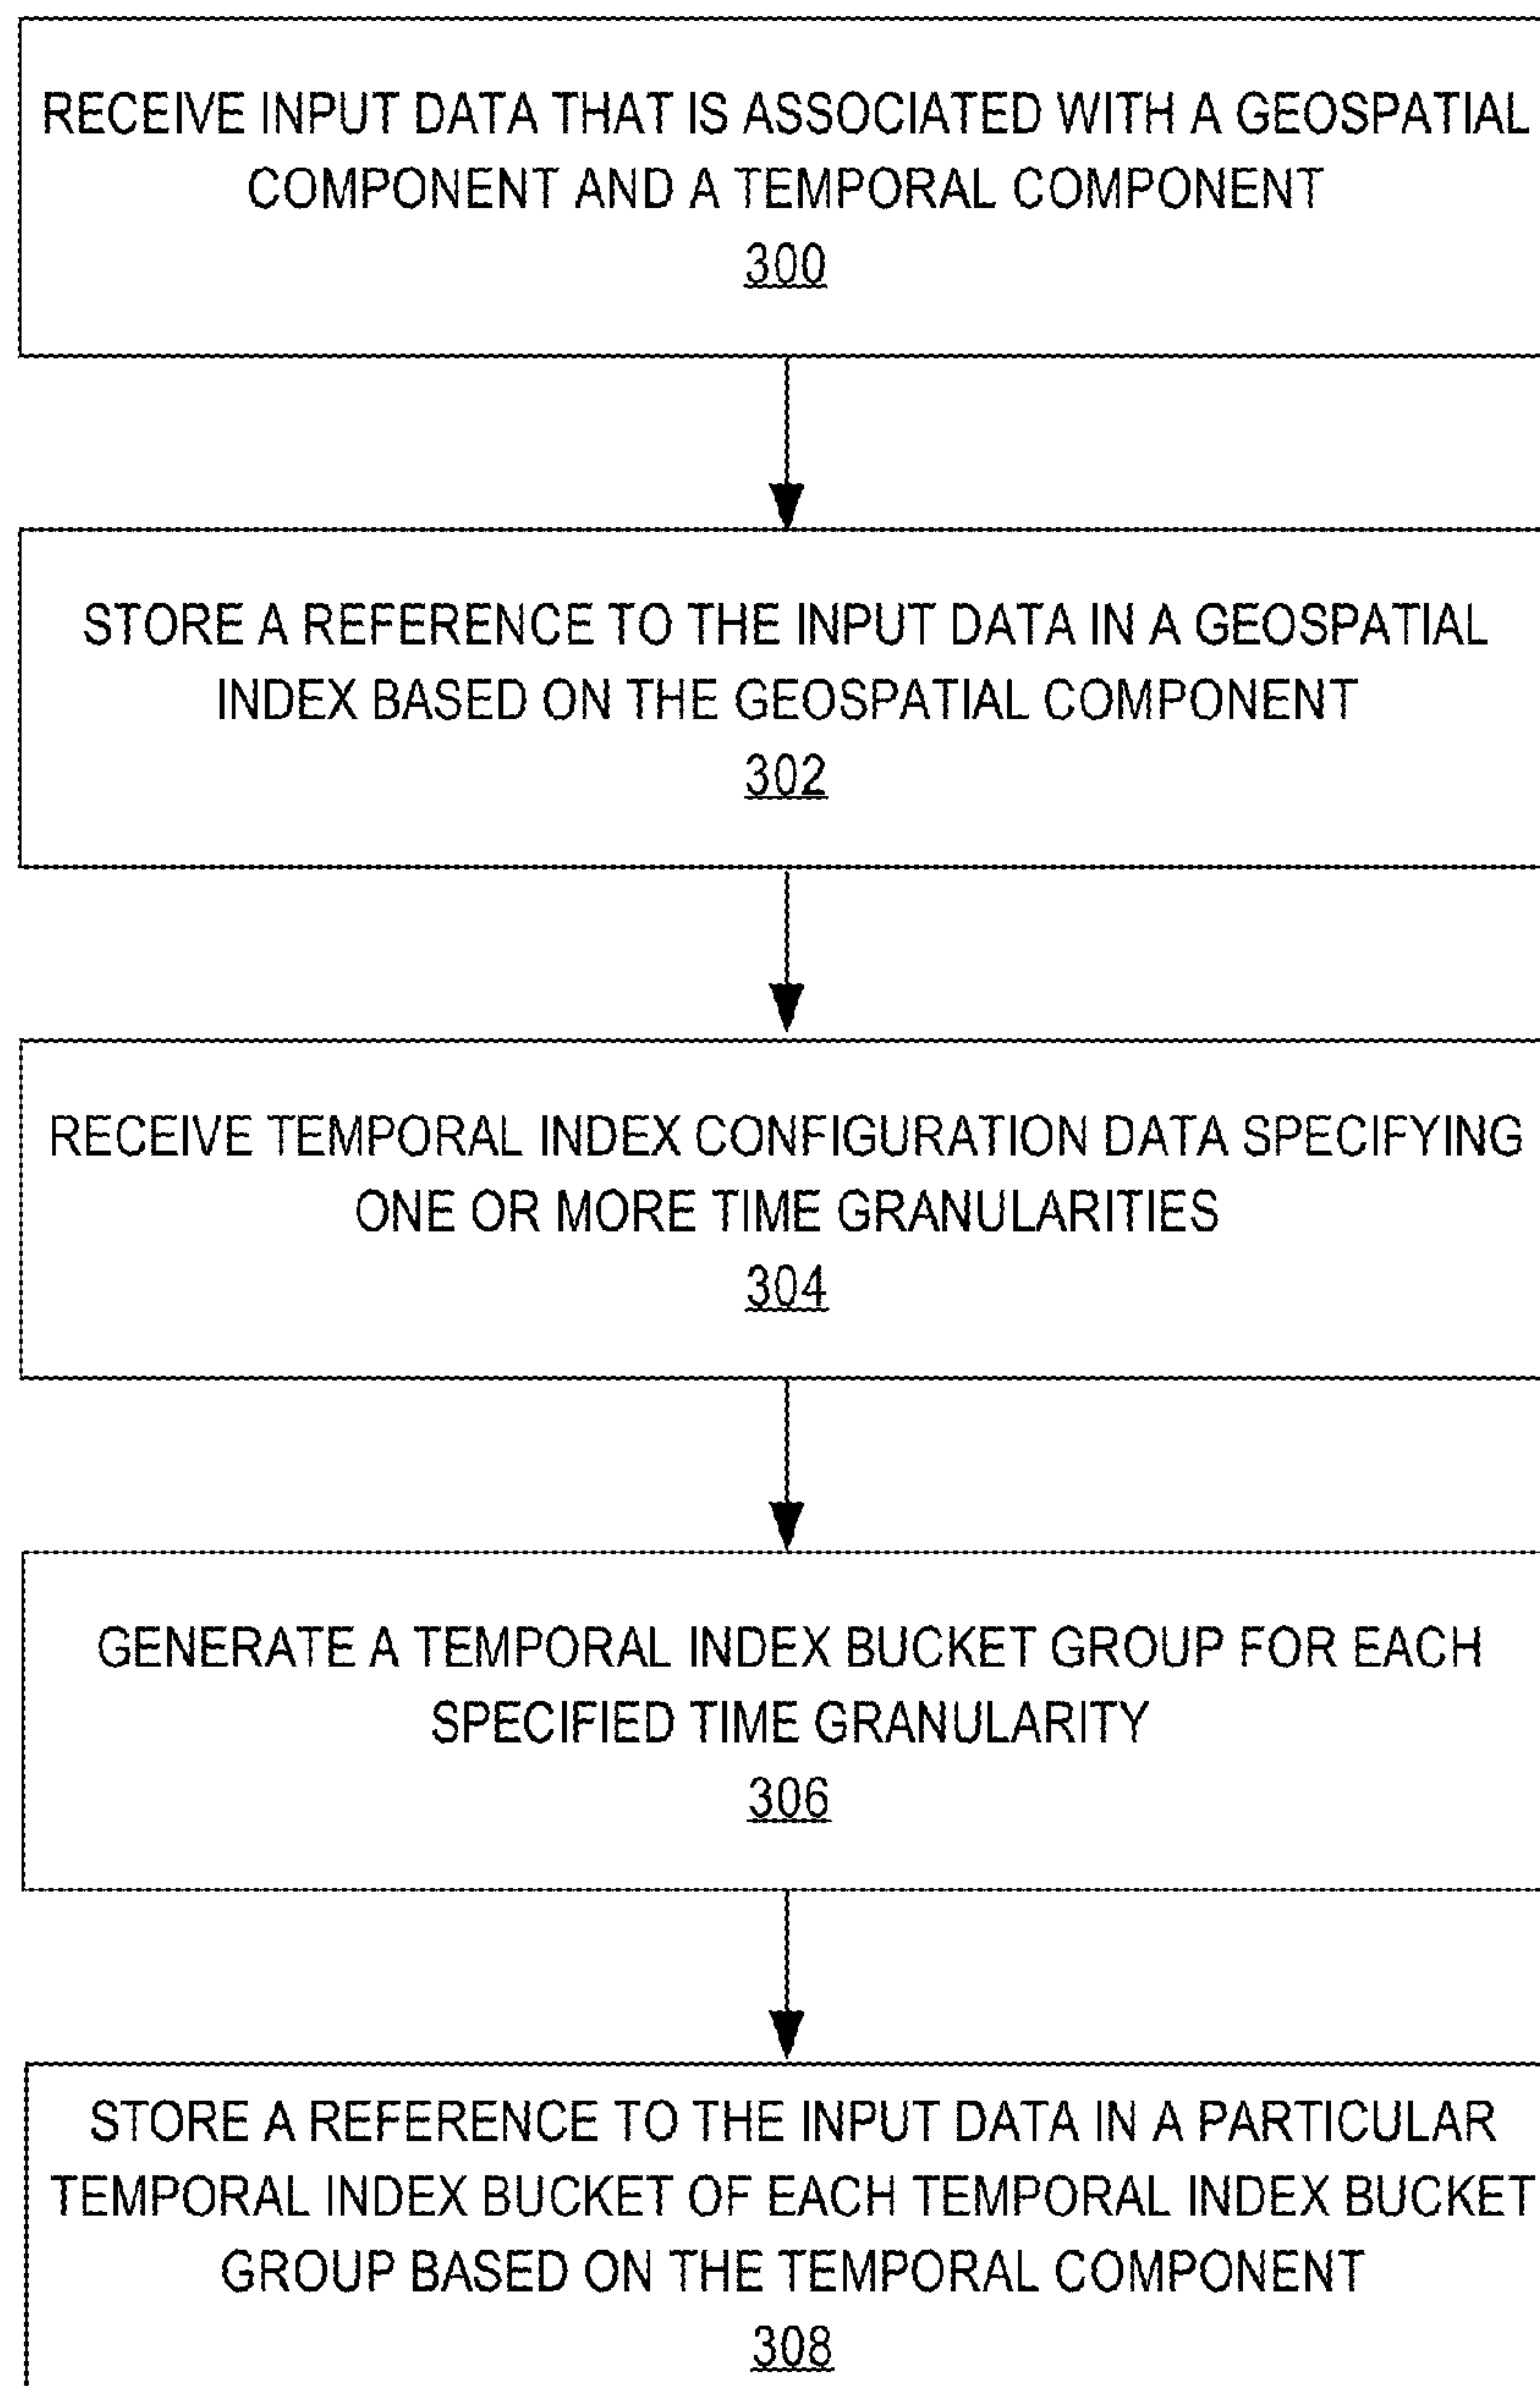 RECEIVE INPUT DATA THAT IS ASSOCIATED WITH A GEOSPATIAL
COMPONENT AND A TEMPORAL COMPONENT
300
STORE A REFERENCE TO THE INPUT DATA IN A GEOSPATIAL
INDEX BASED ON THE GEOSPATIAL COMPONENT
302
RECEIVE TEMPORAL INDEX CONFIGURATION DATA SPECIFYING
ONE OR MORE TIME GRANULARITIES
304
GENERATE A TEMPORAL INDEX BUCKET GROUP FOR EACH
SPECIFIED TIME GRANULARITY
306
STORE A REFERENCE TO THE INPUT DATA IN A PARTICULAR
TEMPORAL INDEX BUCKET OF EACH TEMPORAL INDEX BUCKET
GROUP BASED ON THE TEMPORAL COMPONENT
308